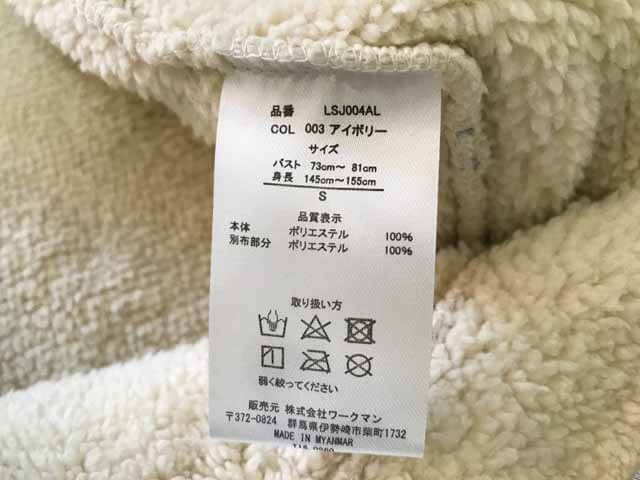 品番 LSJ004AL
COL 003 アイボリー
サイズ
バスト 73cm~ 81cm
身長 145cm~155cm
S
品質表示
本体 ポリエステル 100%
別布部分 ポリエステル 100%
取り扱い方
弱く絞ってください
販売元 株式会社ワークマン
〒372-0824 群馬県伊勢崎市柴町1732
MADE IN MYANMAR